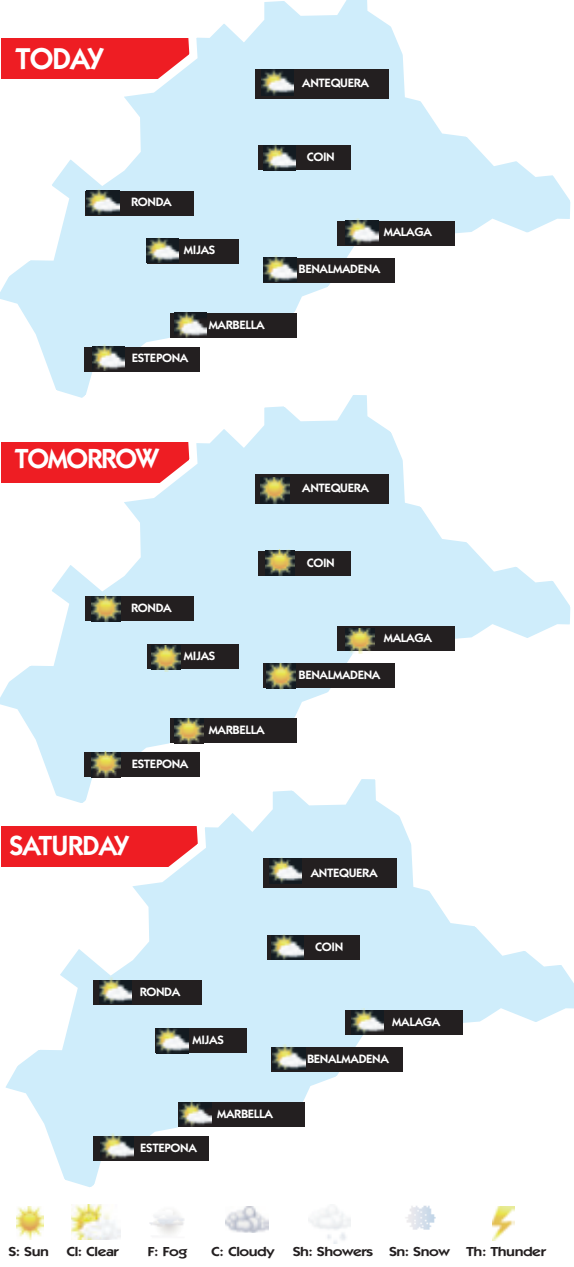 TODAY
ANTEQUERA
COIN
RONDA
MALAGA
MIJAS
BENALMADENA
MARBELLA
ESTEPONA
TOMORROW
ANTEQUERA
COIN
RONDA
MALAGA
MIJAS
BENALMADENA
MARBELLA
ESTEPONA
SATURDAY
ANTEQUERA
COIN
RONDA
MALAGA
MIJAS
BENALMADENA
MARBELLA
ESTEPONA
S: Sun Cl: Clear F: Fog C: Cloudy Sh: Showers Sn: Snow Th: Thunder